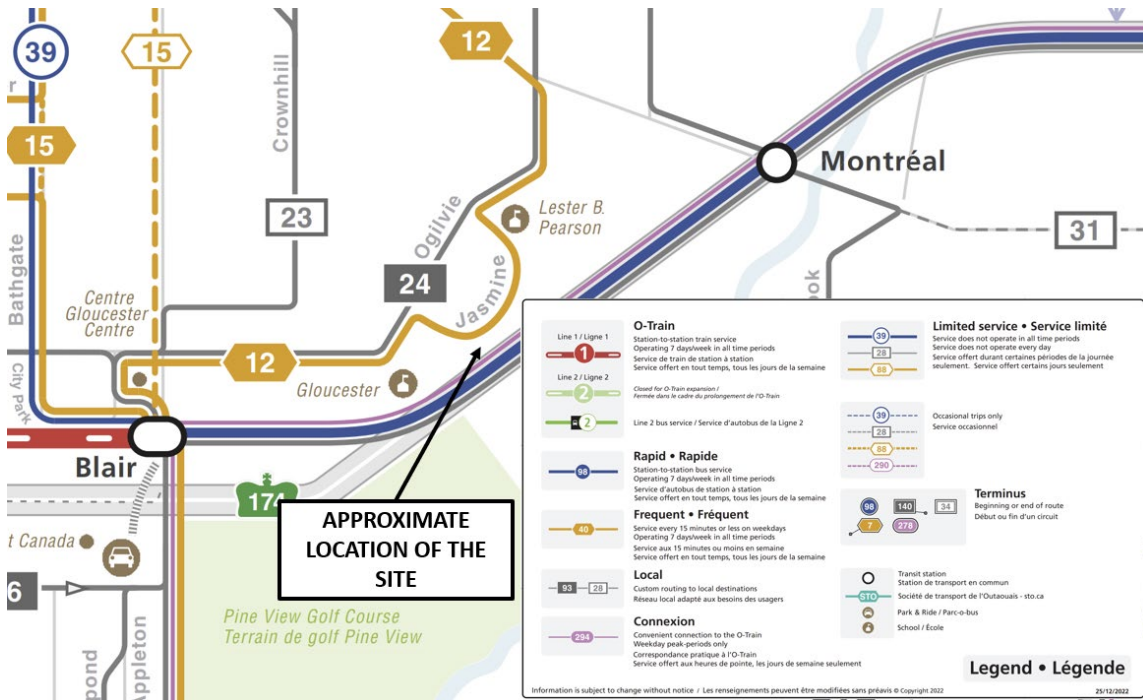 39
15
12
15
Bathgate
Crownhill
23
Ogilvie
Lester B.
Pearson
Montréal
31
24
Jasmine
Centre
Gloucester
Centre
12
Gloucester
City Park
Blair
174
t Canada
6
Appleton
pond
ook
APPROXIMATE
LOCATION OF THE
SITE
Pine View Golf Course
Terrain de golf Pine View
Line 1 / Ligne 1
1
O-Train
Station-to-station train service
Operating 7 days/week in all time periods
Service de train de station à station
Service offert en tout temps, tous les jours de la semaine
Line 2 / Ligne 2
2
Closed for O-Train expansion /
Fermée dans le cadre du prolongement de l'O-Train
2
Line 2 bus service / Service d'autobus de la Ligne 2
98
Rapid • Rapide
Station-to-station bus service
Operating 7 days/week in all time periods
Service d'autobus de station à station
Service offert en tout temps, tous les jours de la semaine
40
Frequent • Fréquent
Service every 15 minutes or less on weekdays
Operating 7 days/week in all time periods
Service aux 15 minutes ou moins en semaine
Service offert en tout temps, tous les jours de la semaine
93
28
Local
Custom routing to local destinations
Réseau local adapté aux besoins des usagers
294
Connexion
Convenient connection to the O-Train
Weekday peak-periods only
Correspondance pratique à l'O-Train
Service offert aux heures de pointe, les jours de semaine seulement
39
28
88
Limited service • Service limité
Service does not operate in all time periods
Service does not operate every day
Service offert durant certaines périodes de la journée
seulement. Service offert certains jours seulement
39
28
88
290
Occasional trips only
Service occasionnel
98
140
34
7
278
Terminus
Beginning or end of route
Début ou fin d'un circuit
Transit station
Station de transport en commun
STO
Société de transport de l'Outaouais - sto.ca
Park & Ride / Parc-o-bus
School / École
Legend • Légende
Information is subject to change without notice / Les renseignements peuvent être modifiées sans préavis © Copyright 2022
25/12/2022